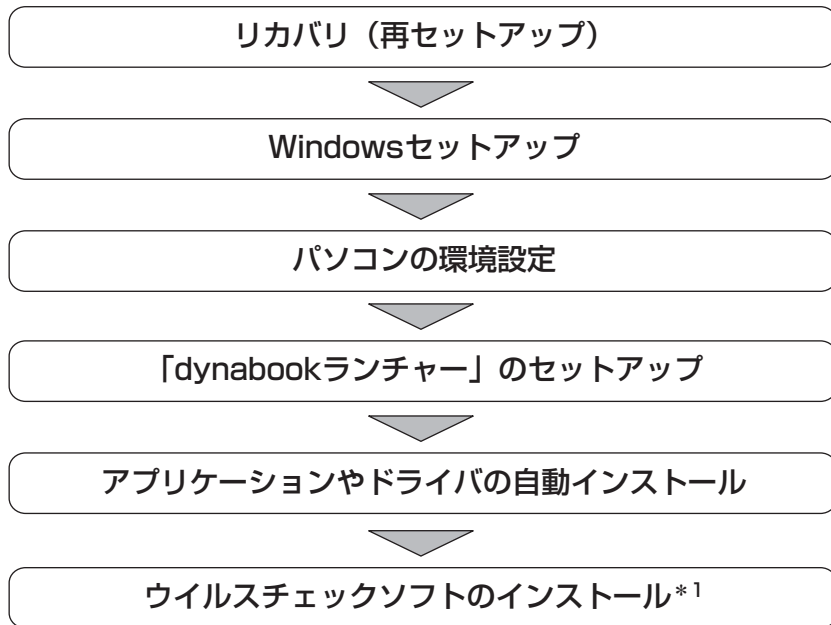 リカバリ（再セットアップ）
Windowsセットアップ
パソコンの環境設定
「dynabookランチャー」のセットアップ
アプリケーションやドライバの自動インストール
ウイルスチェックソフトのインストール＊1